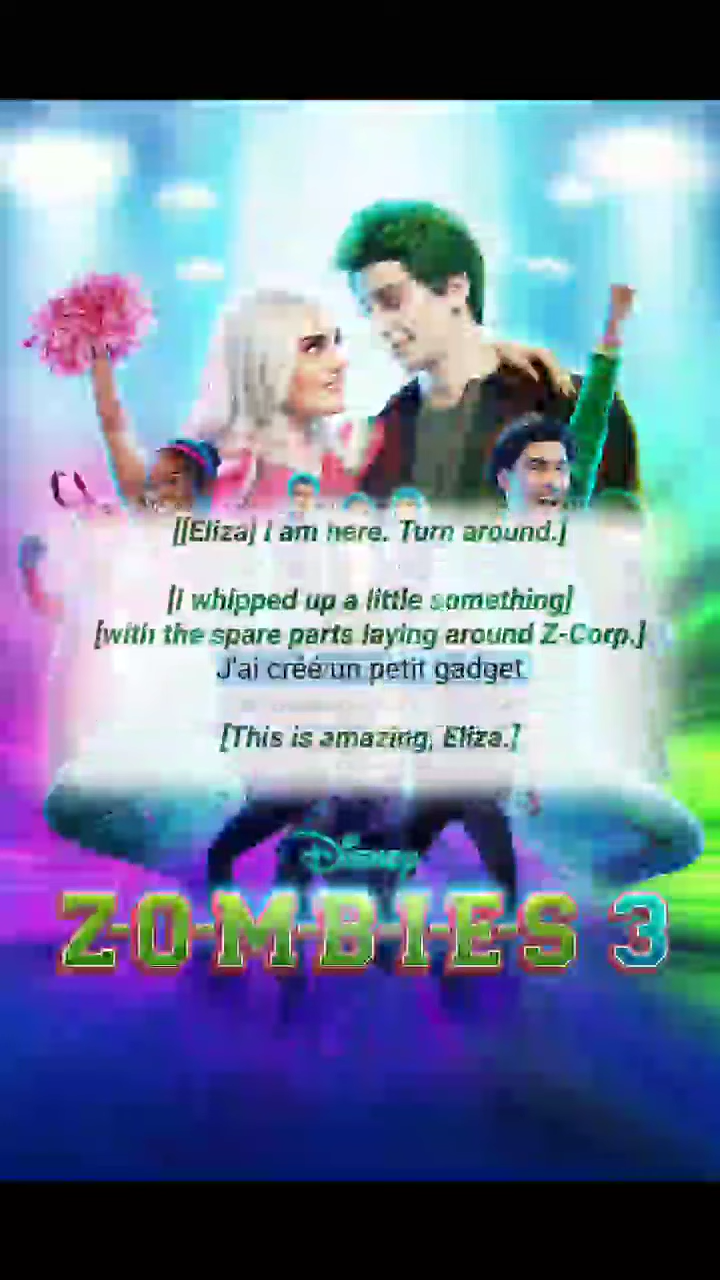 [[Eliza] I am here. Turn around.]
[I whipped up a little something]
[with the spare parts laying around Z-Corp.]
J'ai créé un petit gadget
[This is amazing, Eliza.]
Disney
Z-O-M-B-I-E-S 3